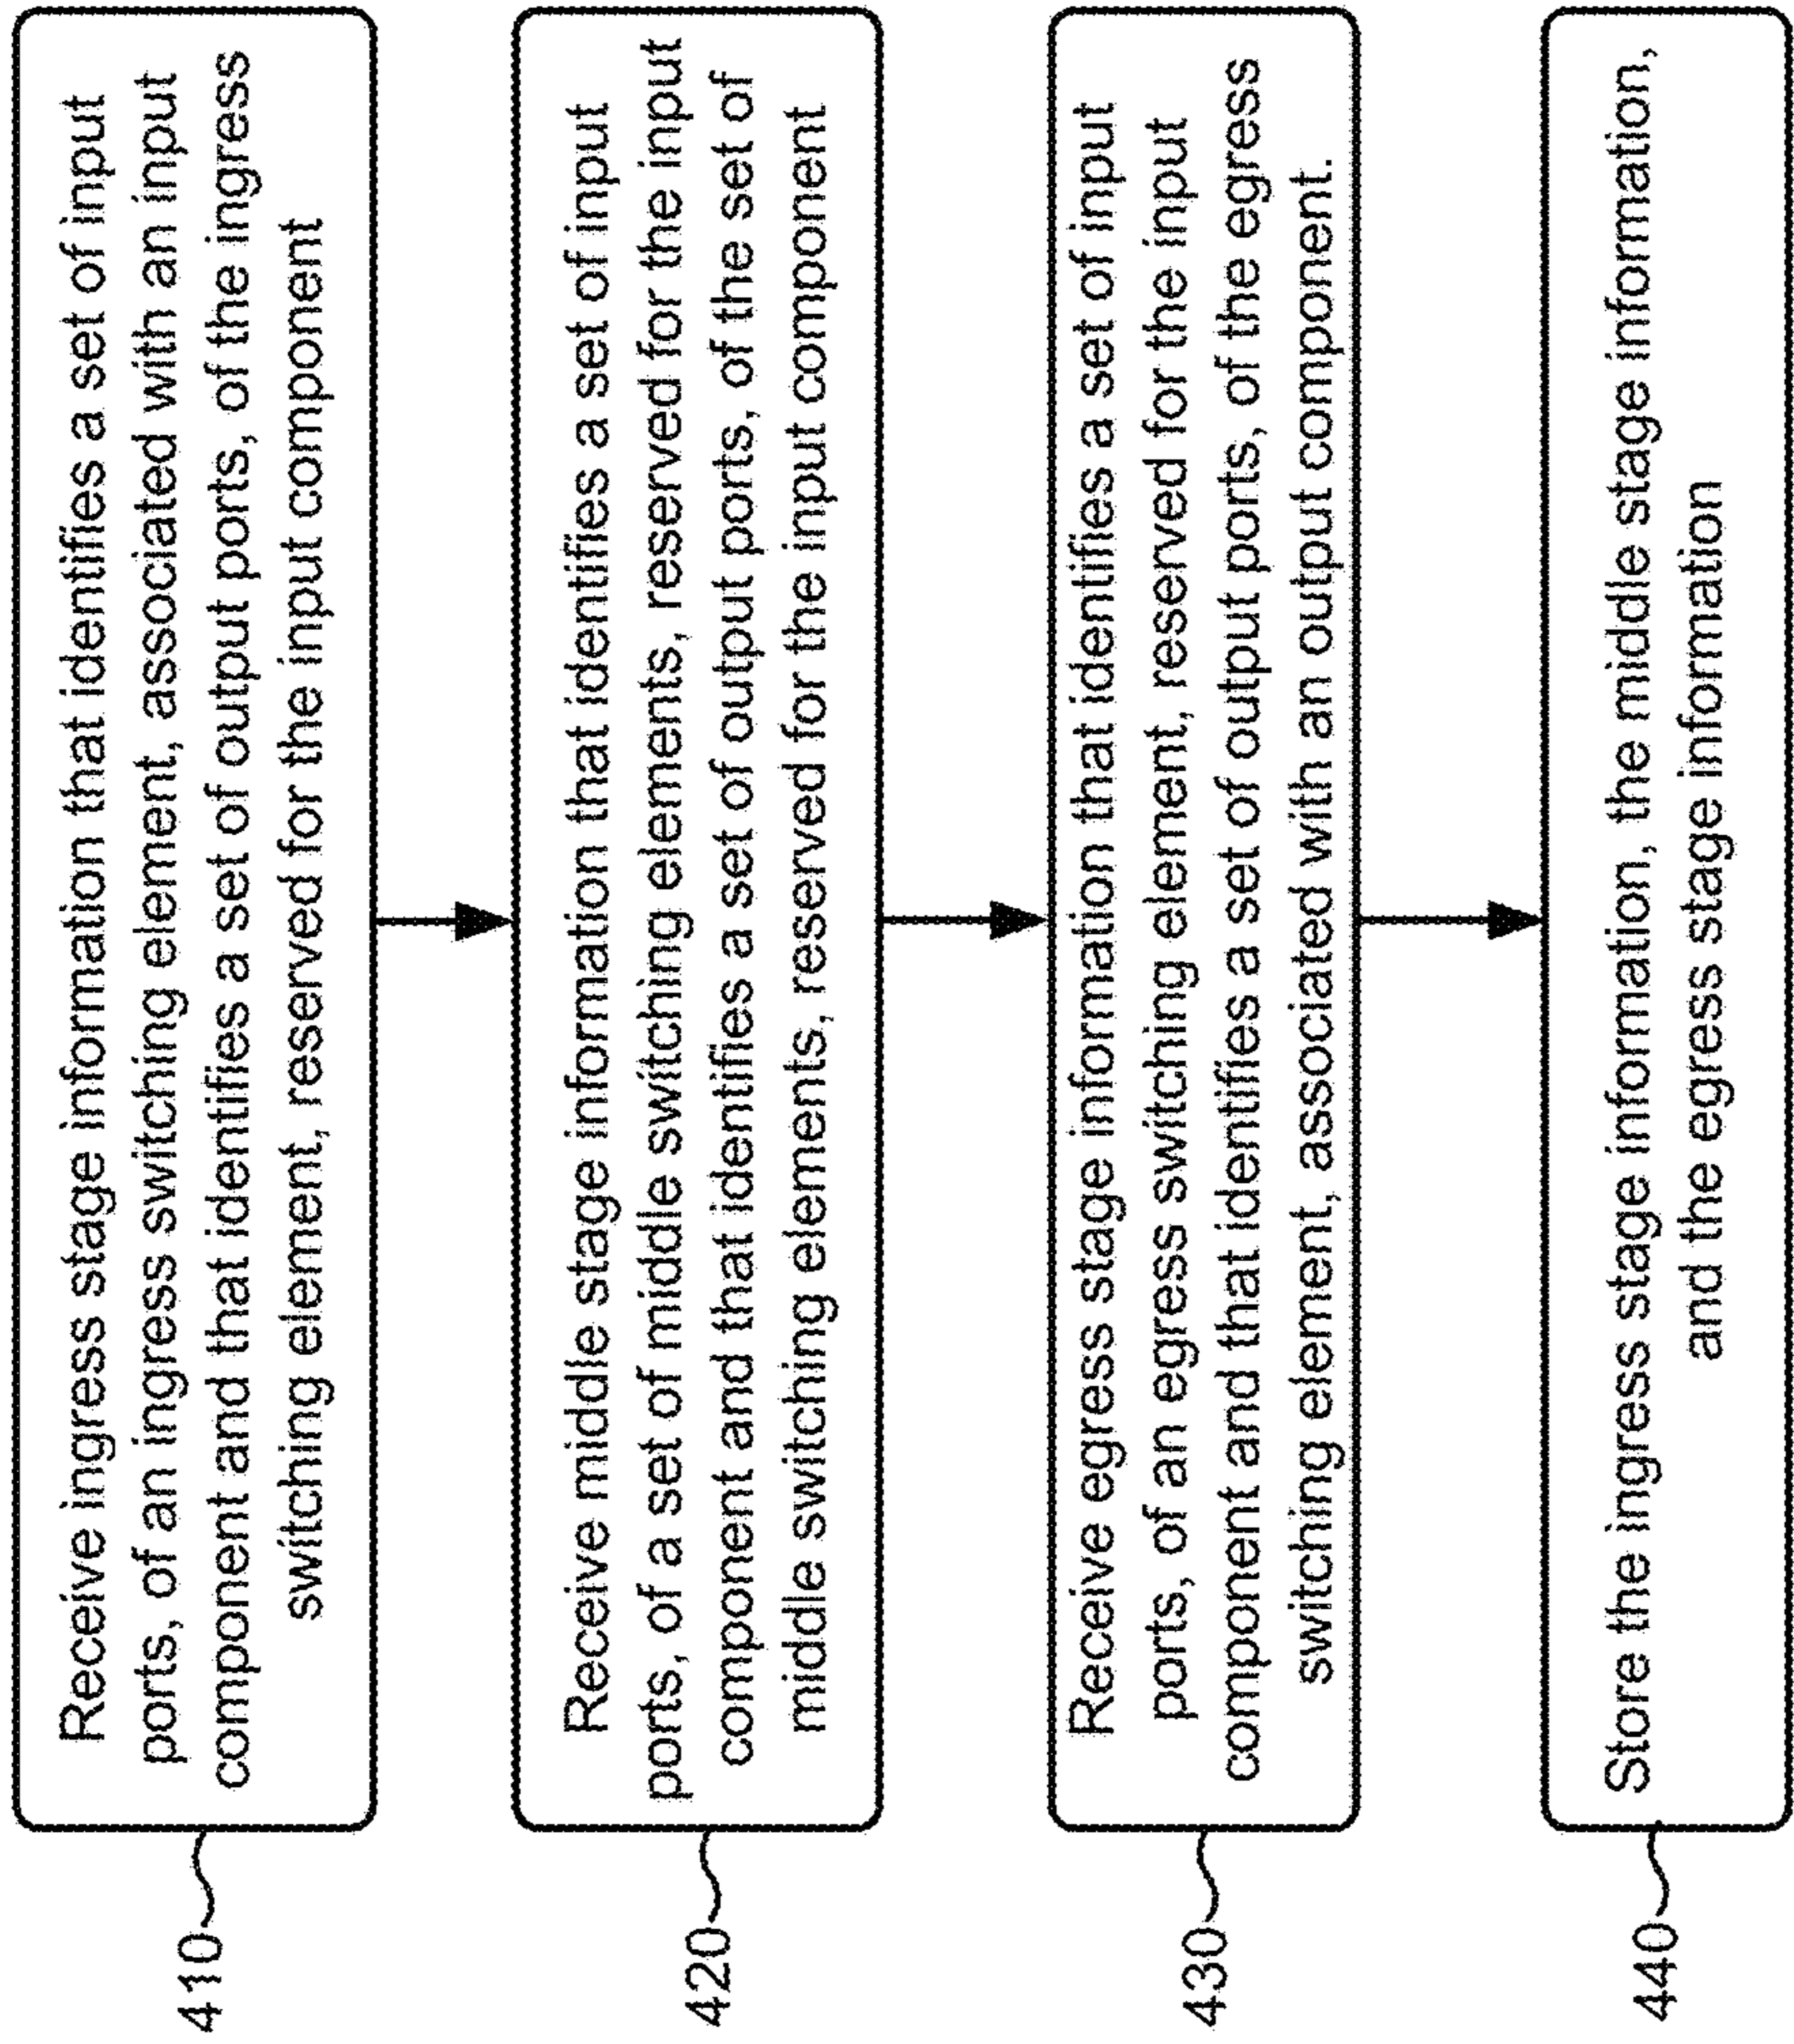 410
Receive ingress stage information that identifies a set of input
ports, of an ingress switching element, associated with an input
component and that identifies a set of output ports, of the ingress
switching element, reserved for the input component
420
Receive middle stage information that identifies a set of input
ports, of a set of middle switching elements, reserved for the input
component and that identifies a set of output ports, of the set of
middle switching elements, reserved for the input component
430
Receive egress stage information that identifies a set of input
ports, of an egress switching element, reserved for the input
component and that identifies a set of output ports, of the egress
switching element, associated with an output component.
440
Store the ingress stage information, the middle stage information,
and the egress stage information